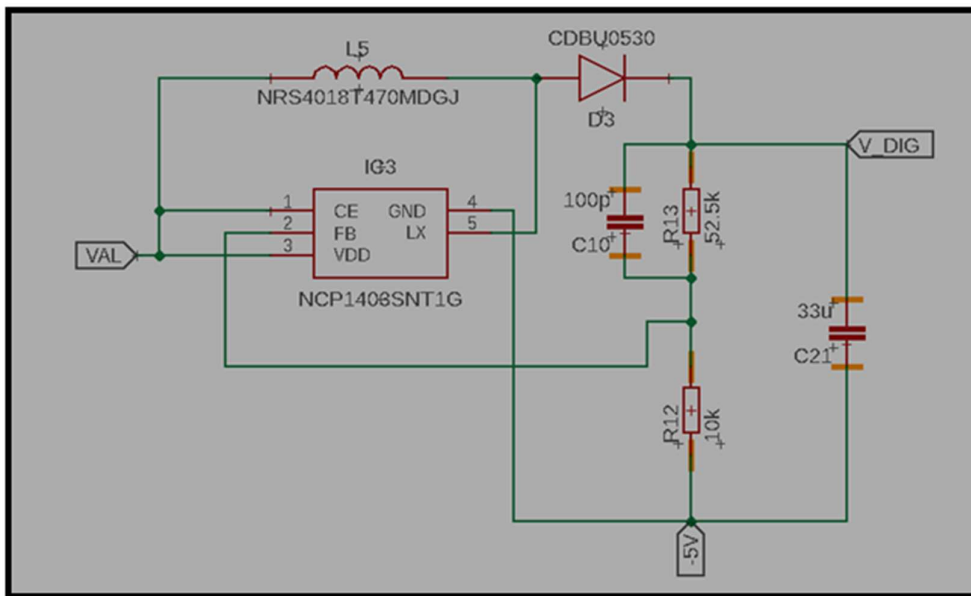 L5
CDBU0530
NRS4018T470MDGJ
D3
V_DIG
IC3
100p
R13
52.5k
1
CE
GND
4
2
FB
LX
5
3
VDD
C10
VAL
NCP1406SNT1G
33u
C21
R12
10k
-5V